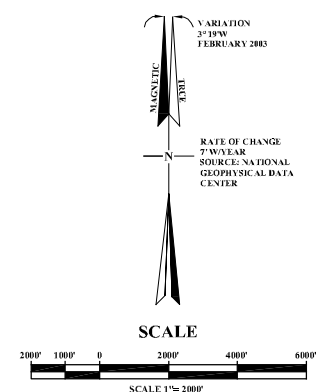 VARIATION
3° 19'W
FEBRUARY 2003
MAGNETIC
TRUE
RATE OF CHANGE
7' W/YEAR
SOURCE: NATIONAL
GEOPHYSICAL DATA
CENTER
N
SCALE
2000' 1000' 0 2000' 4000' 6000'
SCALE 1"= 2000'